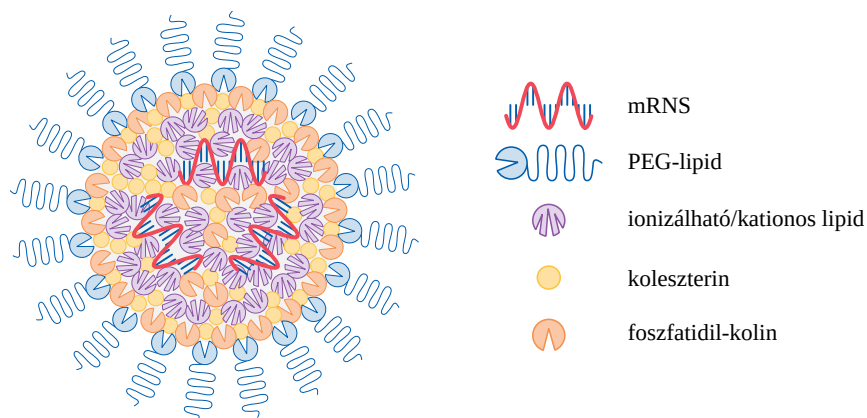 mRNS
PEG-lipid
ionizálható/kationos lipid
koleszterin
foszfatidil-kolin